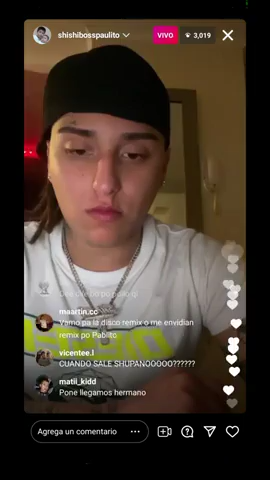 shishibosspaulito
VIVO
3,019
maartin.cc
Vamo pa la disco remix o me envidian
remix po Pablito
vicentee.l
CUANDO SALE SHUPANOOOOO??????
matii_kidd
Pone llegamos hermano
Agrega un comentario